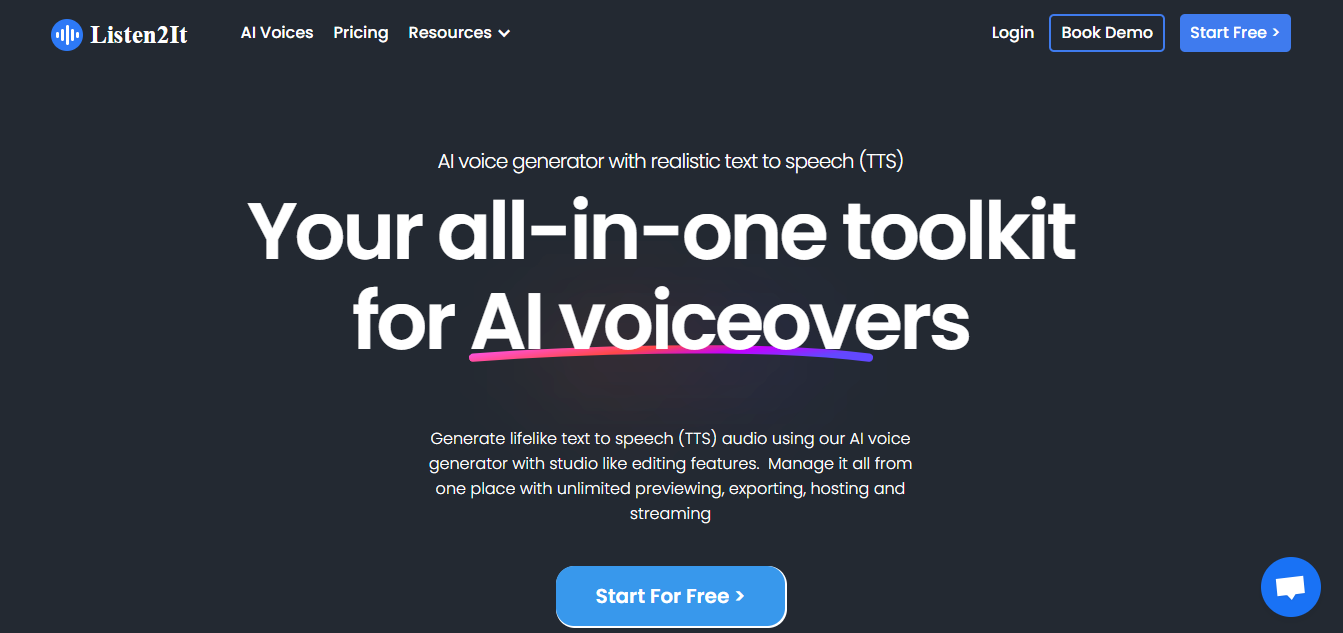 Listen2It
AI Voices
Pricing
Resources
Login
Book Demo
Start Free >
AI voice generator with realistic text to speech (TTS)
Your all-in-one toolkit
for AI voiceovers
Generate lifelike text to speech (TTS) audio using our AI voice
generator with studio like editing features.  Manage it all from
one place with unlimited previewing, exporting, hosting and
streaming
Start For Free >